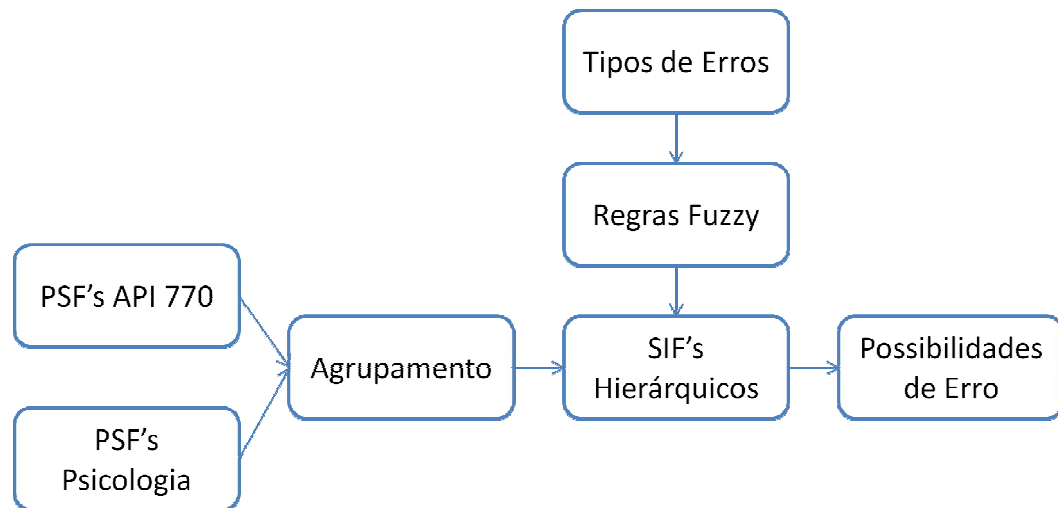 Tipos de Erros
Regras Fuzzy
PSF's API 770
PSF's
Psicologia
Agrupamento
SIF's
Hierárquicos
Possibilidades
de Erro